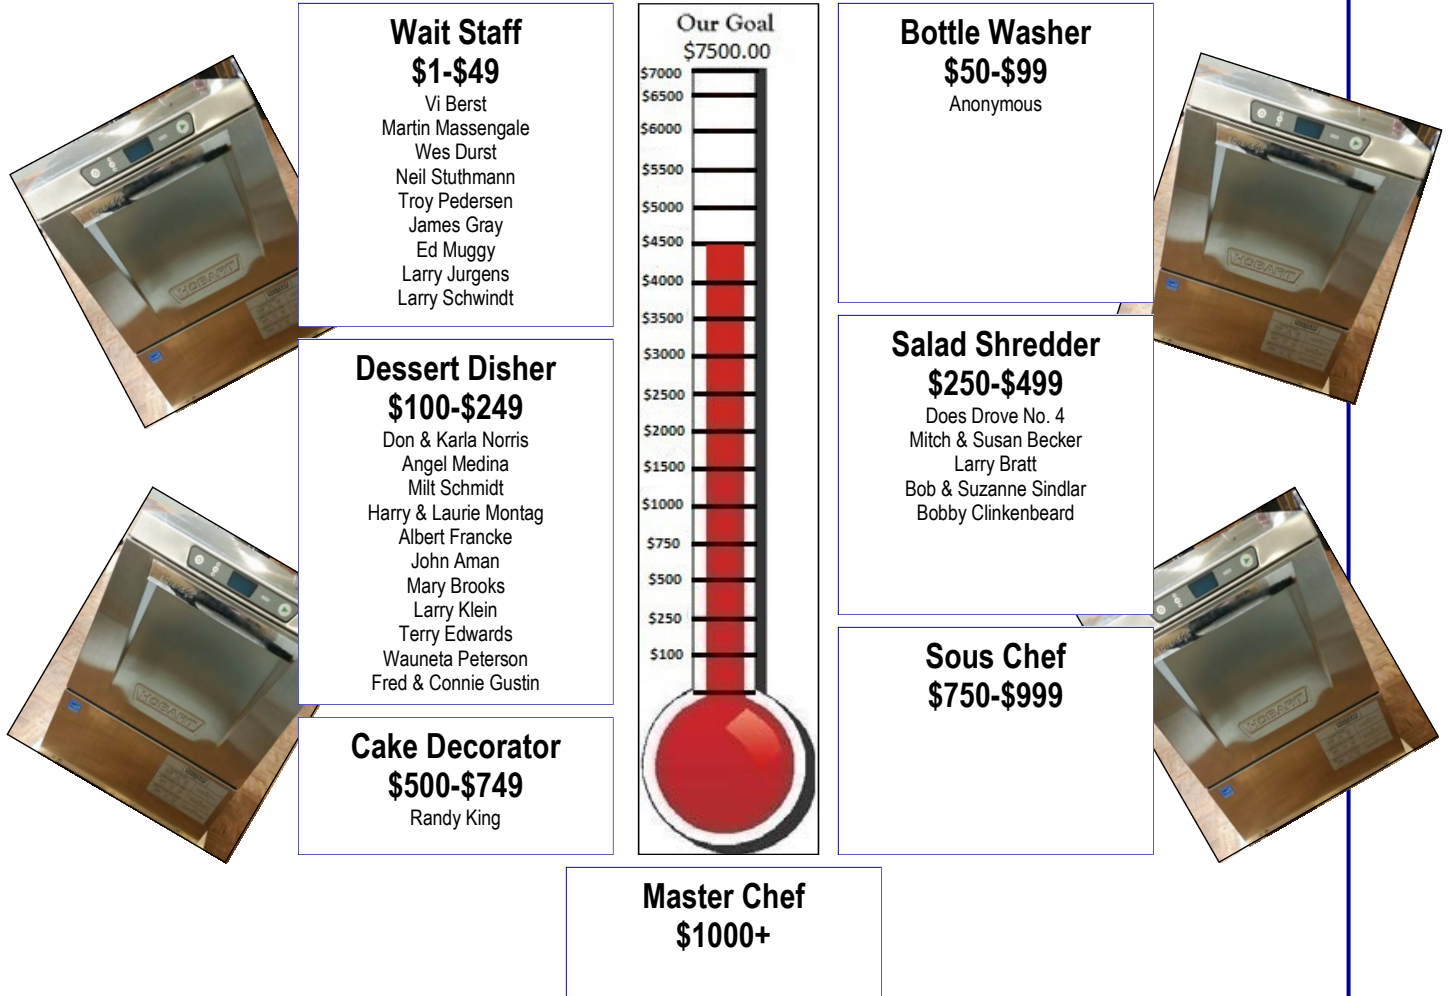 Wait Staff
$1-$49
Vi Berst
Martin Massengale
Wes Durst
Neil Stuthmann
Troy Pedersen
James Gray
Ed Muggy
Larry Jurgens
Larry Schwindt
Dessert Disher
$100-$249
Don & Karla Norris
Angel Medina
Milt Schmidt
Harry & Laurie Montag
Albert Francke
John Aman
Mary Brooks
Larry Klein
Terry Edwards
Wauneta Peterson
Fred & Connie Gustin
Cake Decorator
$500-$749
Randy King
Our Goal
$7500.00
$7000
$6500
$6000
$5500
$5000
$4500
$4000
$3500
$3000
$2500
$2000
$1500
$1000
$750
$500
$250
$100
Bottle Washer
$50-$99
Anonymous
Salad Shredder
$250-$499
Does Drove No. 4
Mitch & Susan Becker
Larry Bratt
Bob & Suzanne Sindlar
Bobby Clinkenbeard
Sous Chef
$750-$999
Master Chef
$1000+
HOBART
HOBART
HOBART
HOBART